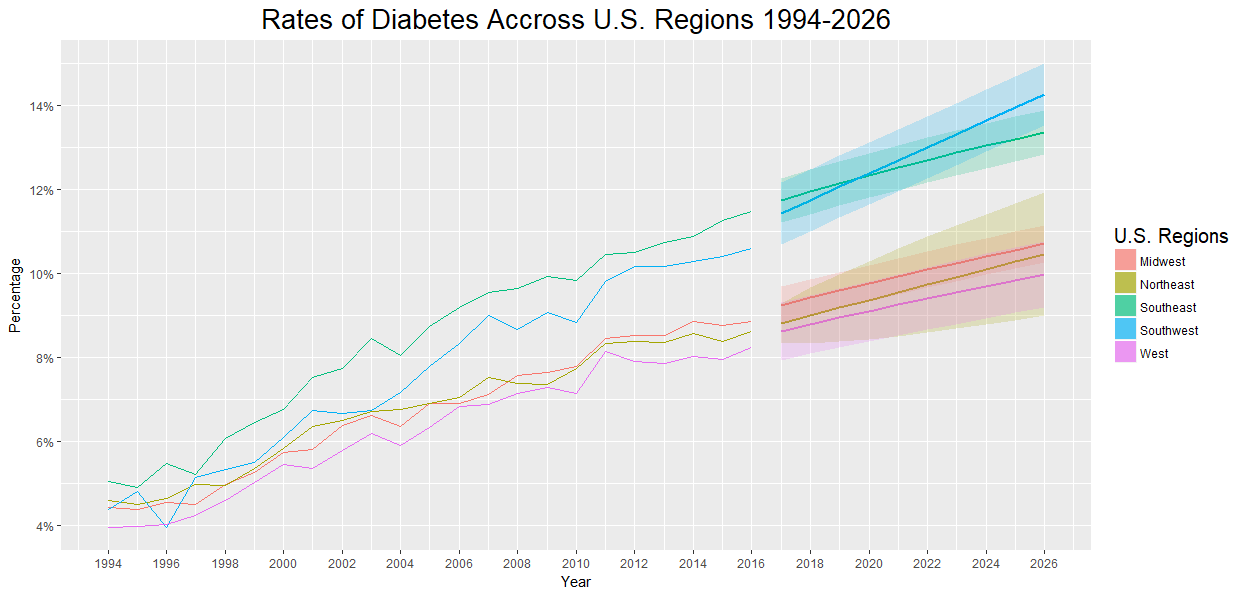 Rates of Diabetes Accross U.S. Regions 1994-2026
14%
12%
10%
8%
6%
4%
Percentage
1994 1996 1998 2000 2002 2004 2006 2008 2010 2012 2014 2016 2018 2020 2022 2024 2026
Year
U.S. Regions
Midwest
Northeast
Southeast
Southwest
West